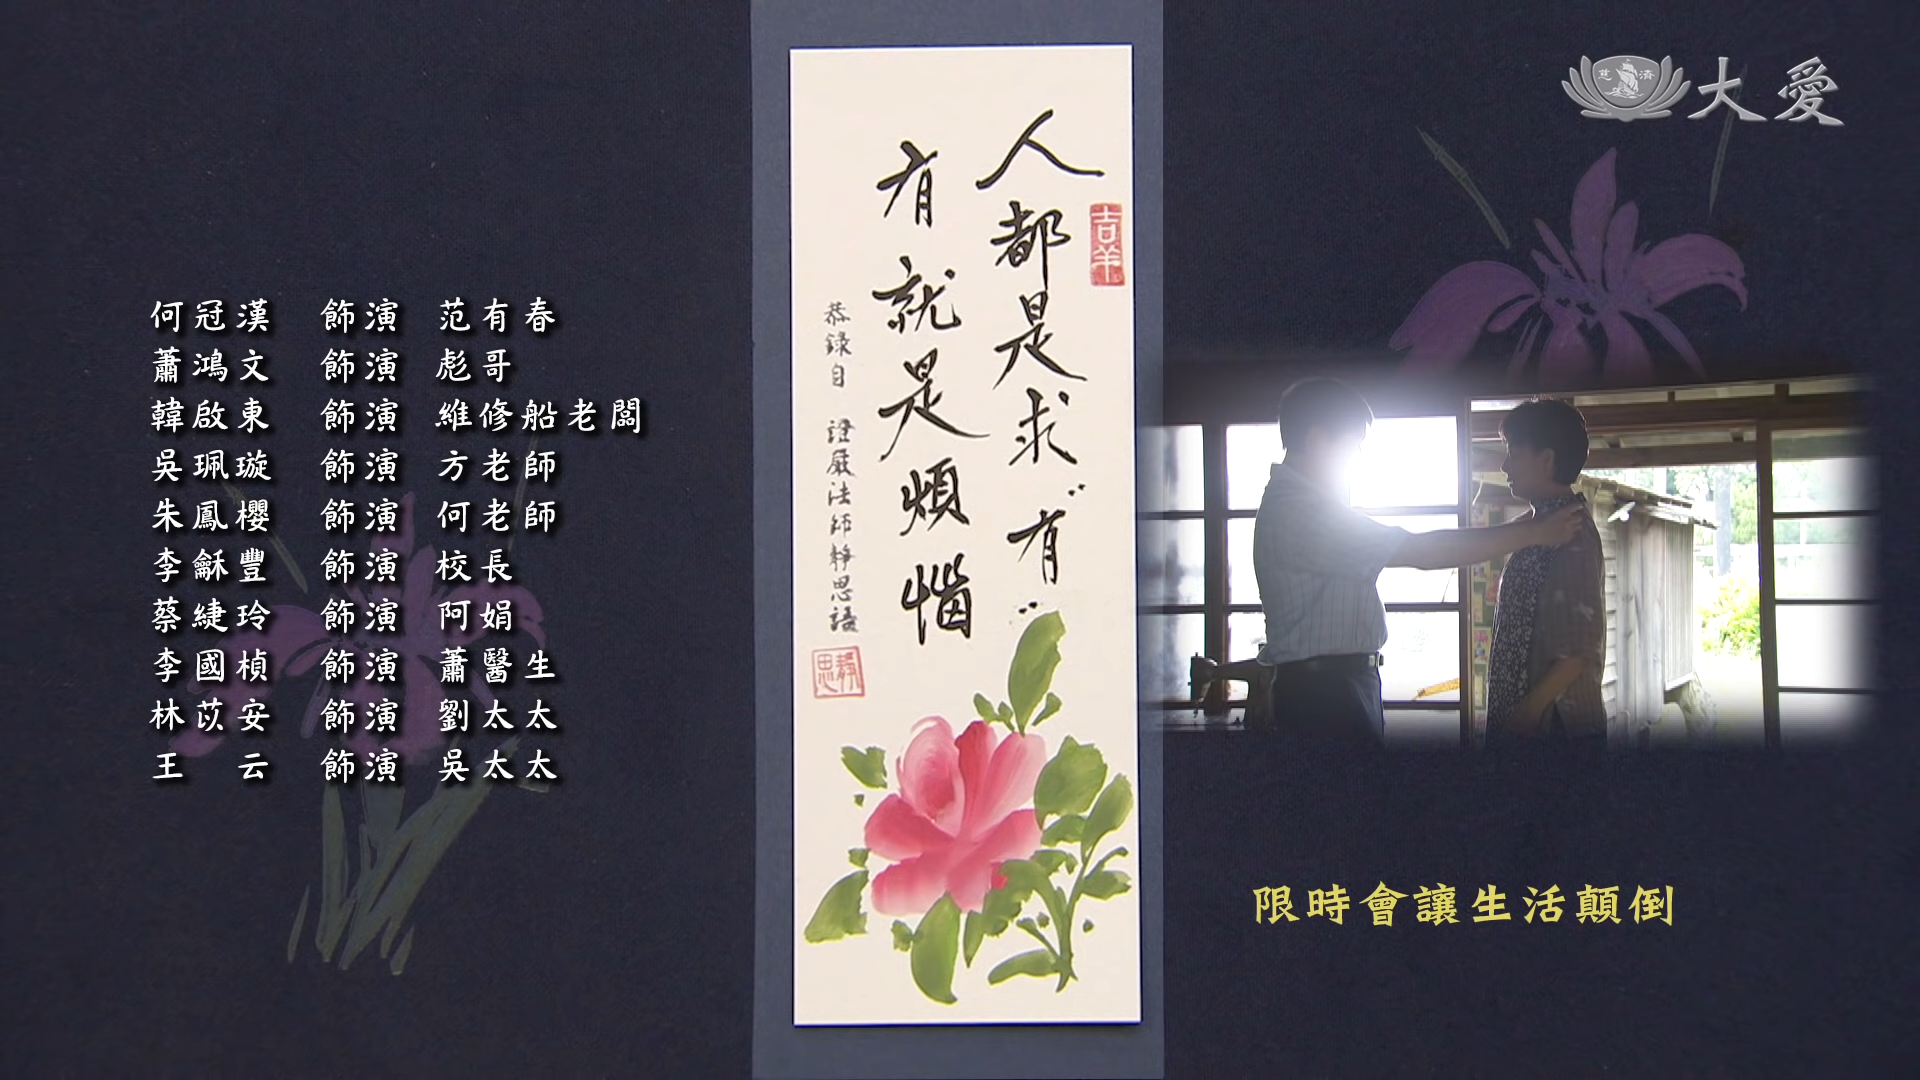 何冠漢 飾演 范有春
蕭鴻文 飾演 彪哥
韓啟東 飾演 維修船老闆
吳珮璇 飾演 方老師
朱鳳櫻 飾演 何老師
李龢豐 飾演 校長
蔡緁玲 飾演 阿娟
李國楨 飾演 蕭醫生
林苡安 飾演 劉太太
王云 飾演 吳太太
人都是求"有"
有就是煩惱
恭錄自 證嚴法師靜思語
吉羊
靜思
慈濟
大愛
限時會讓生活顛倒